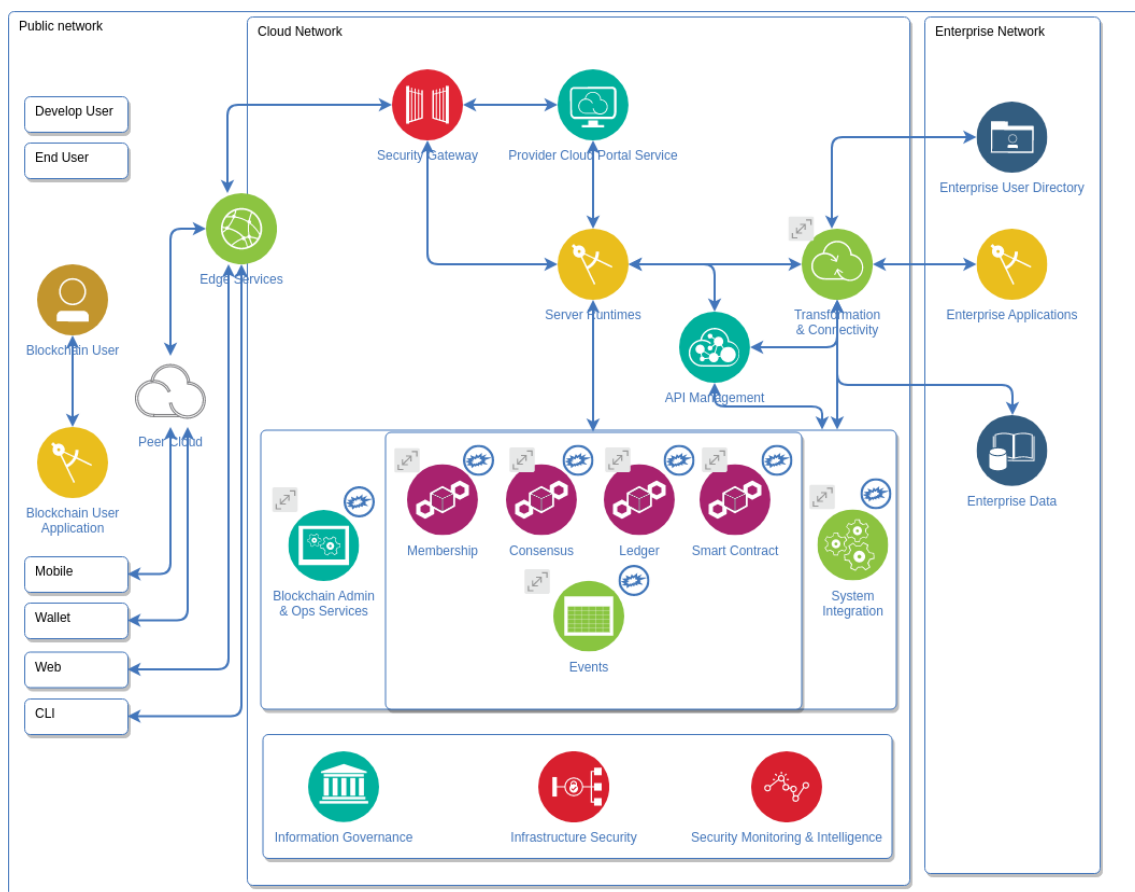 Public network
Cloud Network
Enterprise Network
Develop User
End User
Security Gateway
Provider Cloud Portal Service
Enterprise User Directory
Edge Services
Server Runtimes
Transformation
& Connectivity
Enterprise Applications
Blockchain User
API Management
Peer Cloud
Blockchain User
Application
Enterprise Data
Membership
Consensus
Ledger
Smart Contract
Blockchain Admin
& Ops Services
System
Integration
Events
Mobile
Wallet
Web
CLI
Information Governance
Infrastructure Security
Security Monitoring & Intelligence